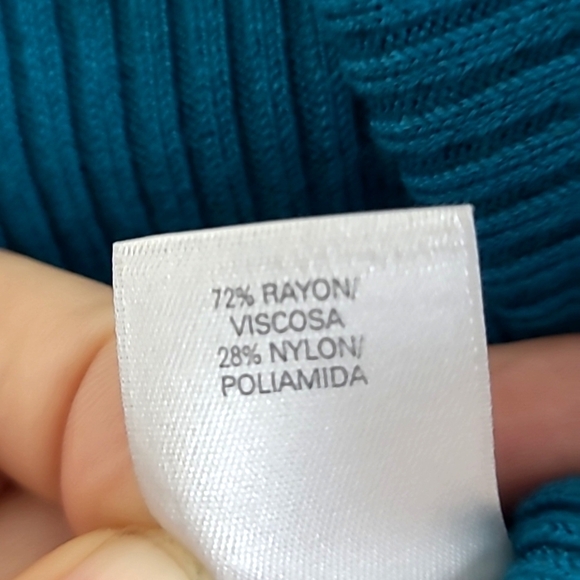 72% RAYON/
VISCOSA
28% NYLON/
POLIAMIDA